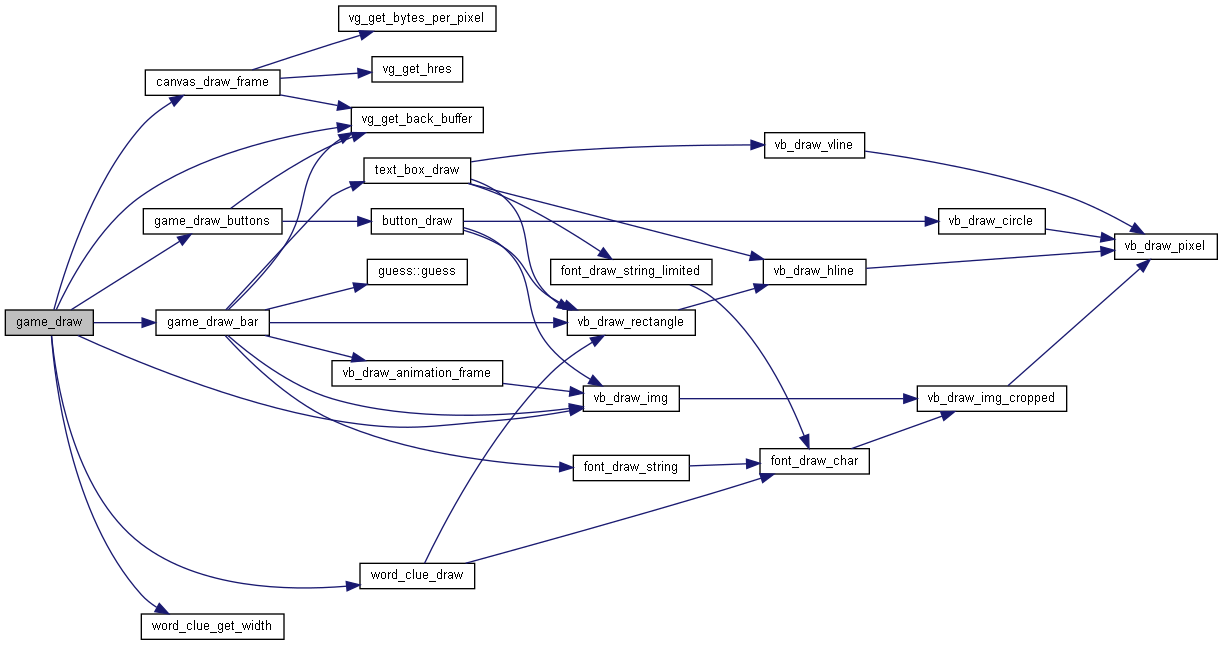 vg_get_bytes_per_pixel
vg_get_hres
canvas_draw_frame
vg_get_back_buffer
vb_draw_vline
text_box_draw
game_draw_buttons
button_draw
vb_draw_circle
vb_draw_pixel
guess::guess
font_draw_string_limited
vb_draw_hline
game_draw
game_draw_bar
vb_draw_rectangle
vb_draw_animation_frame
vb_draw_img
vb_draw_img_cropped
font_draw_string
font_draw_char
word_clue_draw
word_clue_get_width